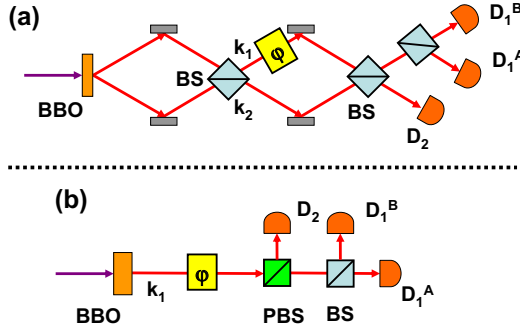 (a)
k₁
φ
D₁ᴮ
BBO
BS
k₂
BS
D₁ᴬ
D₂
(b)
D₂
D₁ᴮ
φ
k₁
BBO
PBS
BS
D₁ᴬ